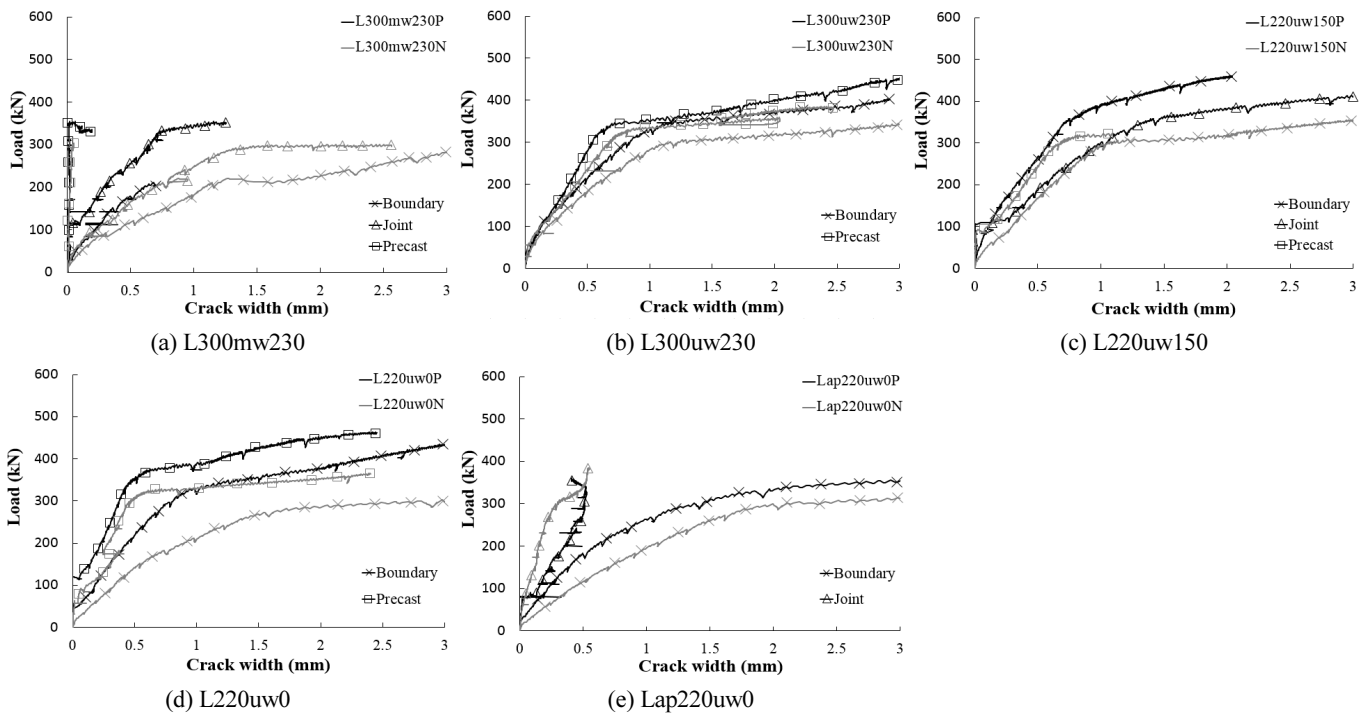 600
500
400
300
200
100
0
Load (kN)
L300mw230P
L300mw230N
Boundary
Joint
Precast
0 0.5 1 1.5 2 2.5 3
Crack width (mm)
(a) L300mw230
600
500
400
300
200
100
0
Load (kN)
L300uw230P
L300uw230N
Boundary
Precast
0 0.5 1 1.5 2 2.5 3
Crack width (mm)
(b) L300uw230
600
500
400
300
200
100
0
Load (kN)
L220uw150P
L220uw150N
Boundary
Joint
Precast
0 0.5 1 1.5 2 2.5 3
Crack width (mm)
(c) L220uw150
600
500
400
300
200
100
0
Load (kN)
L220uw0P
L220uw0N
Boundary
Precast
0 0.5 1 1.5 2 2.5 3
Crack width (mm)
(d) L220uw0
600
500
400
300
200
100
0
Load (kN)
Lap220uw0P
Lap220uw0N
Boundary
Joint
0 0.5 1 1.5 2 2.5 3
Crack width (mm)
(e) Lap220uw0